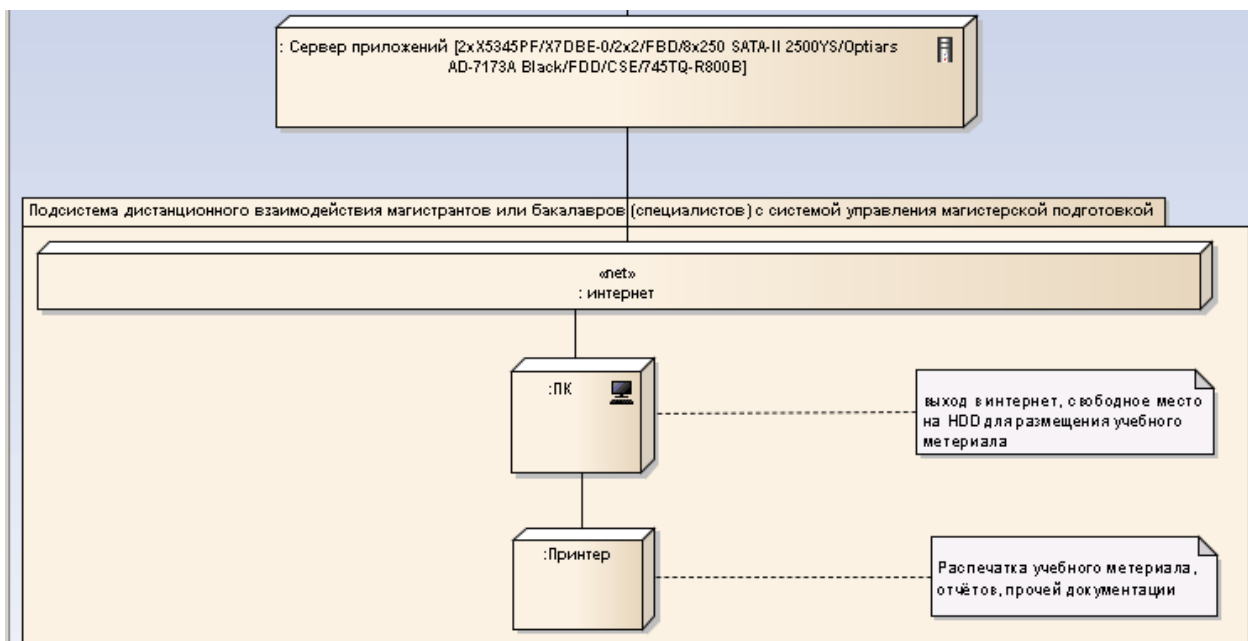 : Сервер приложений [2xX5345PF/X7DBE-0/2x2/FBD/8x250 SATA-II 2500YS/Optiars
AD-7173A Black/FDD/CSE/745TQ-R800B]
Подсистема дистанционного взаимодействия магистрантов или бакалавров (специалистов) с системой управления магистерской подготовкой
«net»
: интернет
:ПК
выход в интернет, свободное место
на HDD для размещения учебного
метериала
:Принтер
Распечатка учебного метериала,
отчётов, прочей документации